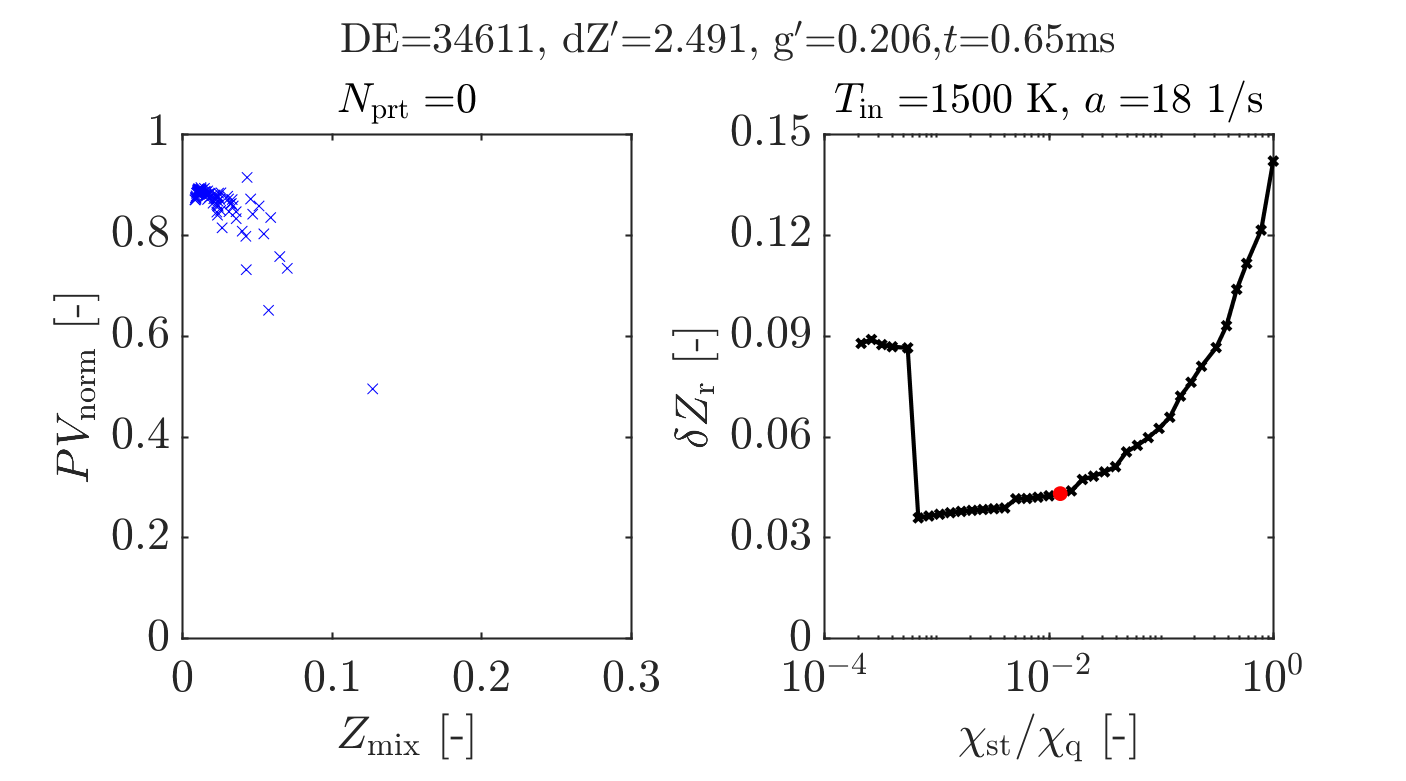 DE=34611, dZ′=2.491, g′=0.206,t=0.65ms
N_prt =0
T_in =1500 K, a =18 1/s
PV_norm [-]
1
0.8
0.6
0.4
0.2
0
0 0.1 0.2 0.3
Z_mix [-]
δZ_r [-]
0.15
0.12
0.09
0.06
0.03
0
10^−4 10^−2 10^0
χ_st/χ_q [-]